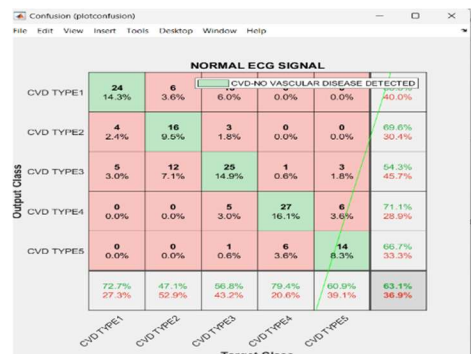 Confusion (plotconfusion)
File Edit View Insert Tools Desktop Window Help
NORMAL ECG SIGNAL
CVD-NO VASCULAR DISEASE DETECTED
CVD TYPE1 24 6 0 0
14.3% 3.6% 6.0% 0.0% 0.0% 40.0%
CVD TYPE2 4 16 3 0 0 69.6%
2.4% 9.5% 1.8% 0.0% 0.0% 30.4%
CVD TYPE3 5 12 25 1 3 54.3%
3.0% 7.1% 14.9% 0.6% 1.8% 45.7%
CVD TYPE4 0 0 5 27 6 71.1%
0.0% 0.0% 3.0% 16.1% 3.6% 28.9%
CVD TYPE5 0 0 1 6 14 66.7%
0.0% 0.0% 0.6% 3.6% 8.3% 33.3%
72.7% 47.1% 56.8% 79.4% 60.9% 63.1%
27.3% 52.9% 43.2% 20.6% 39.1% 36.9%
CVD TYPE1 CVD TYPE2 CVD TYPE3 CVD TYPE4 CVD TYPE5
Output Class
Target Class